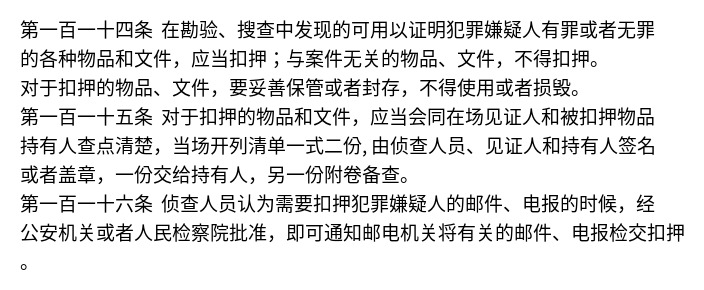 第一百一十四条 在勘验、搜查中发现的可用以证明犯罪嫌疑人有罪或者无罪
的各种物品和文件，应当扣押；与案件无关的物品、文件，不得扣押。
对于扣押的物品、文件，要妥善保管或者封存，不得使用或者损毁。
第一百一十五条 对于扣押的物品和文件，应当会同在场见证人和被扣押物品
持有人查点清楚，当场开列清单一式二份,由侦查人员、见证人和持有人签名
或者盖章，一份交给持有人，另一份附卷备查。
第一百一十六条 侦查人员认为需要扣押犯罪嫌疑人的邮件、电报的时候，经
公安机关或者人民检察院批准，即可通知邮电机关将有关的邮件、电报检交扣押
。